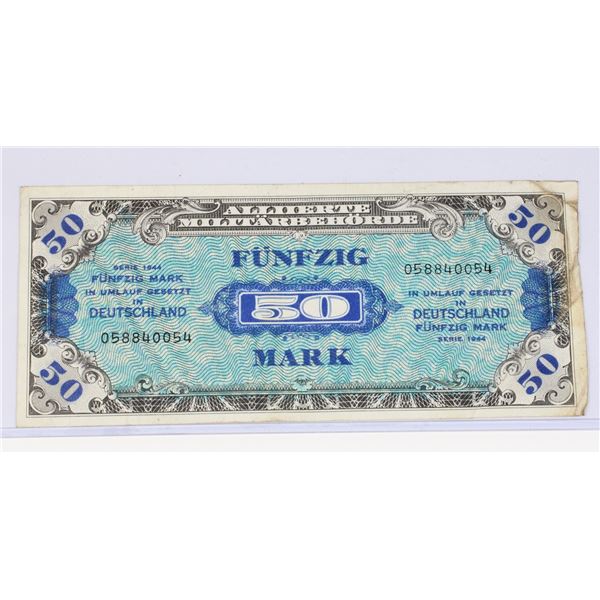 ALLIIERTE
MILITÄRBEHÖRDE
50
50
FÜNFZIG
SERIE 1944
FÜNFZIG MARK
IN UMLAUF GESETZT
IN
DEUTSCHLAND
058840054
50
058840054
IN UMLAUF GESETZT
IN
DEUTSCHLAND
FÜNFZIG MARK
SERIE 1944
MARK
50
50